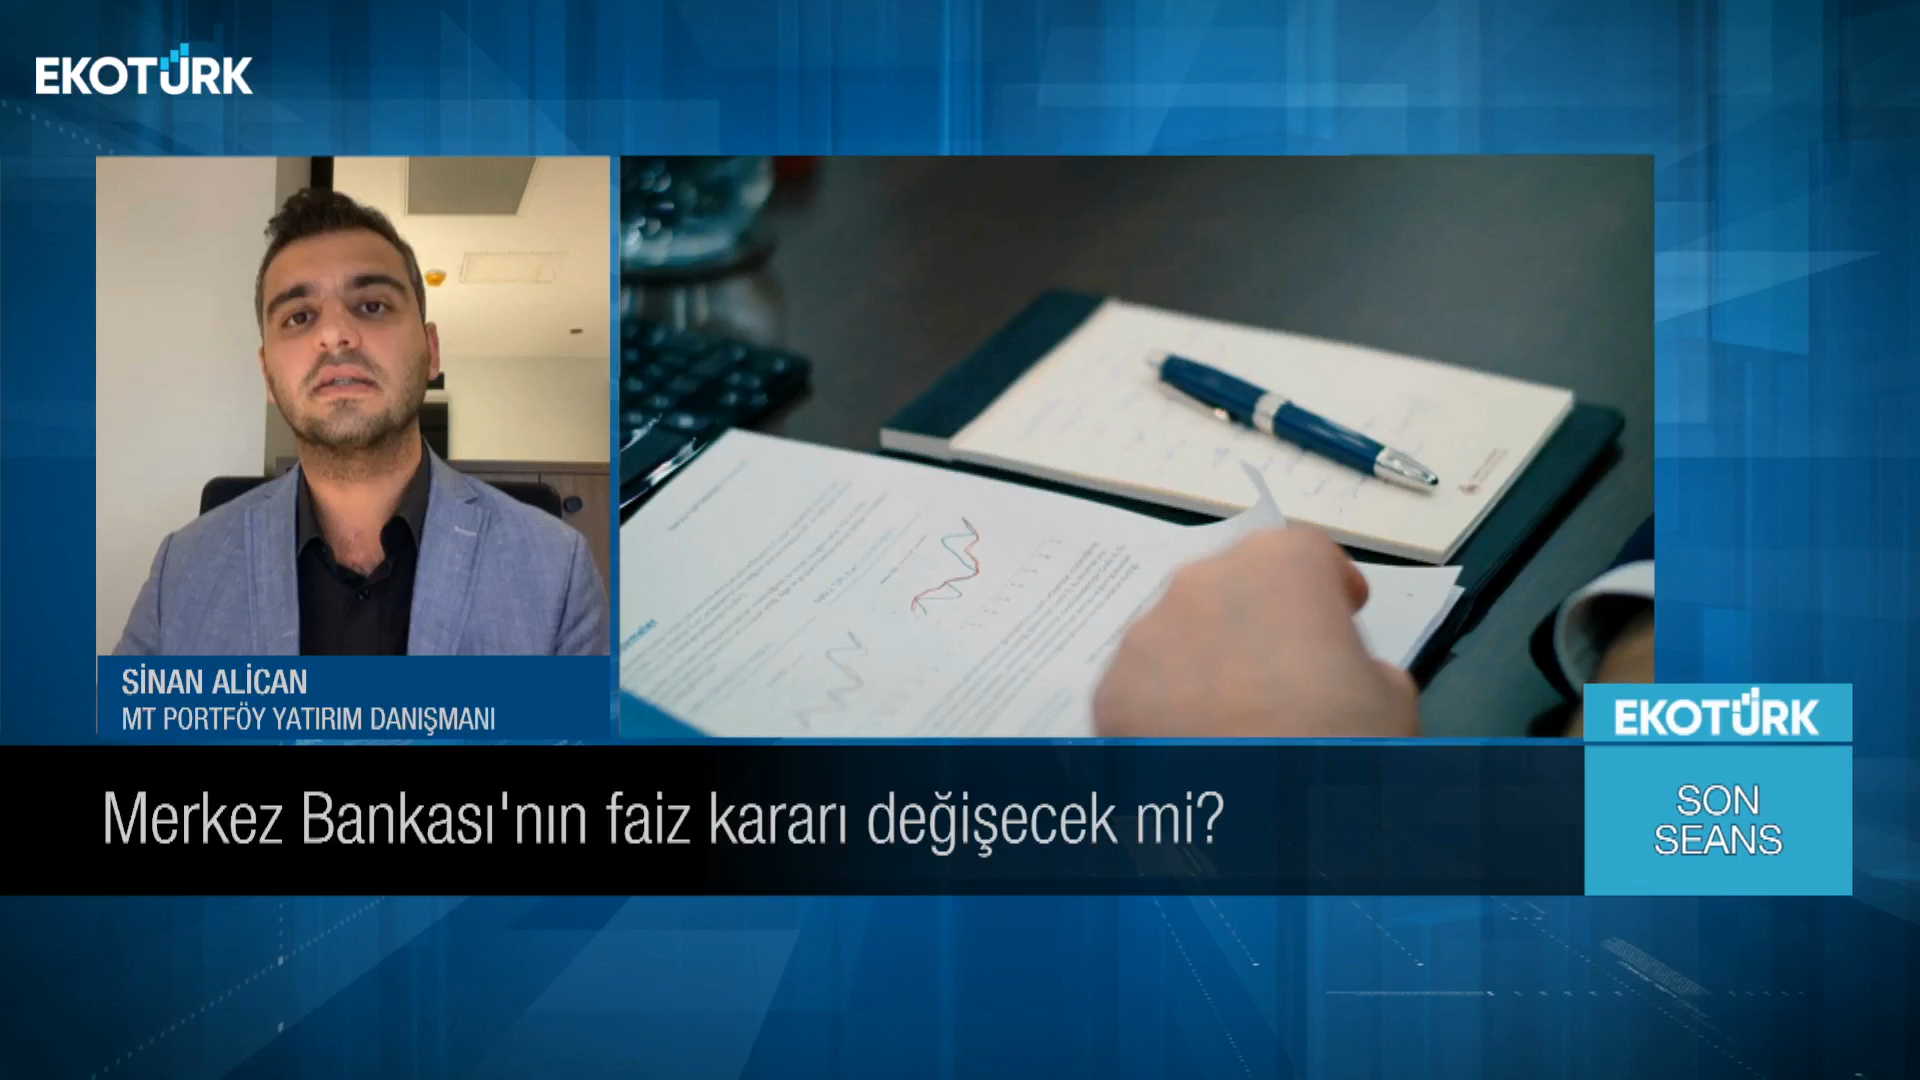 EKOTÜRK
SİNAN ALİCAN
MT PORTFÖY YATIRIM DANIŞMANI
EKOTÜRK
Merkez Bankası'nın faiz kararı değişecek mi?
SON
SEANS